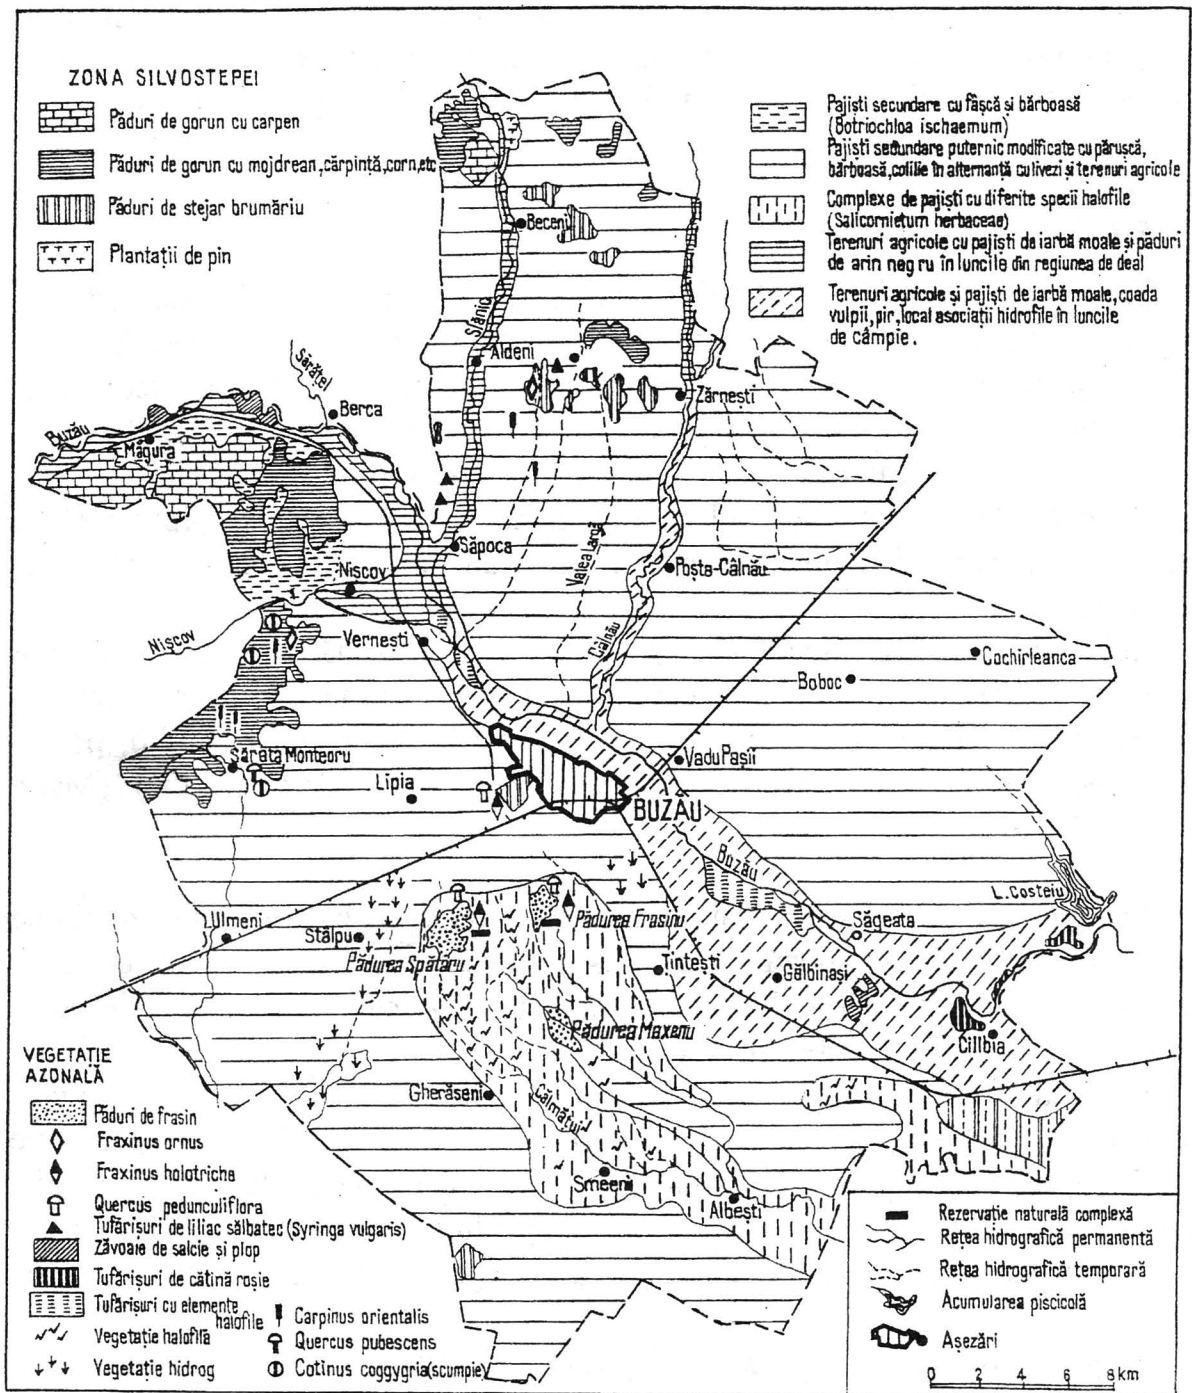 ZONA SILVOSTEPEI
Păduri de gorun cu carpen
Păduri de gorun cu mojdrean, cărpiniță, corn, etc
Păduri de stejar brumăriu
Plantații de pin
Pajiști secundare cu fâșcă și bărboasă
(Botriochloa ischaemum)
Pajiști secundare puternic modificate cu părușcă,
bărboasă, colilie în alternanță cu livezi și terenuri agricole
Complexe de pajiști cu diferite specii halofile
(Salicornietum herbaceae)
Terenuri agricole cu pajiști de iarbă moale și păduri
de arin negru în luncile din regiunea de deal
Terenuri agricole și pajiști de iarbă moale, coada
vulpii, pir, local asociații hidrofile în luncile
de câmpie.
Beceni
Slănic
Aldeni
Sărățel
Berca
Zărnești
Buzău
Măgura
Săpoca
Valea Largă
Poșta-Câlnău
Nișcov
Nișcov
Vernești
Câlnău
Cochirleanca
Boboc
Sărata Monteoru
Vadu Pașii
Lipia
BUZĂU
Buzău
L. Costeiu
Ulmeni
Stâlpu
Pădurea Frasinu
Săgeata
Pădurea Spătaru
Țintești
Gălbinași
Pădurea Maxenu
Cilibia
Gherăseni
Călmățui
Smeeni
Albești
VEGETAȚIE
AZONALĂ
Păduri de frasin
Fraxinus ornus
Fraxinus holotricha
Quercus pedunculiflora
Tufărișuri de liliac sălbatec (Syringa vulgaris)
Zăvoaie de salcie și plop
Tufărișuri de cătină roșie
Tufărișuri cu elemente
halofile
Vegetație halofilă
Vegetație hidrog
Carpinus orientalis
Quercus pubescens
Cotinus coggygria (scumpie)
Rezervație naturală complexă
Rețea hidrografică permanentă
Rețea hidrografică temporară
Acumularea piscicolă
Așezări
0 2 4 6 8 km